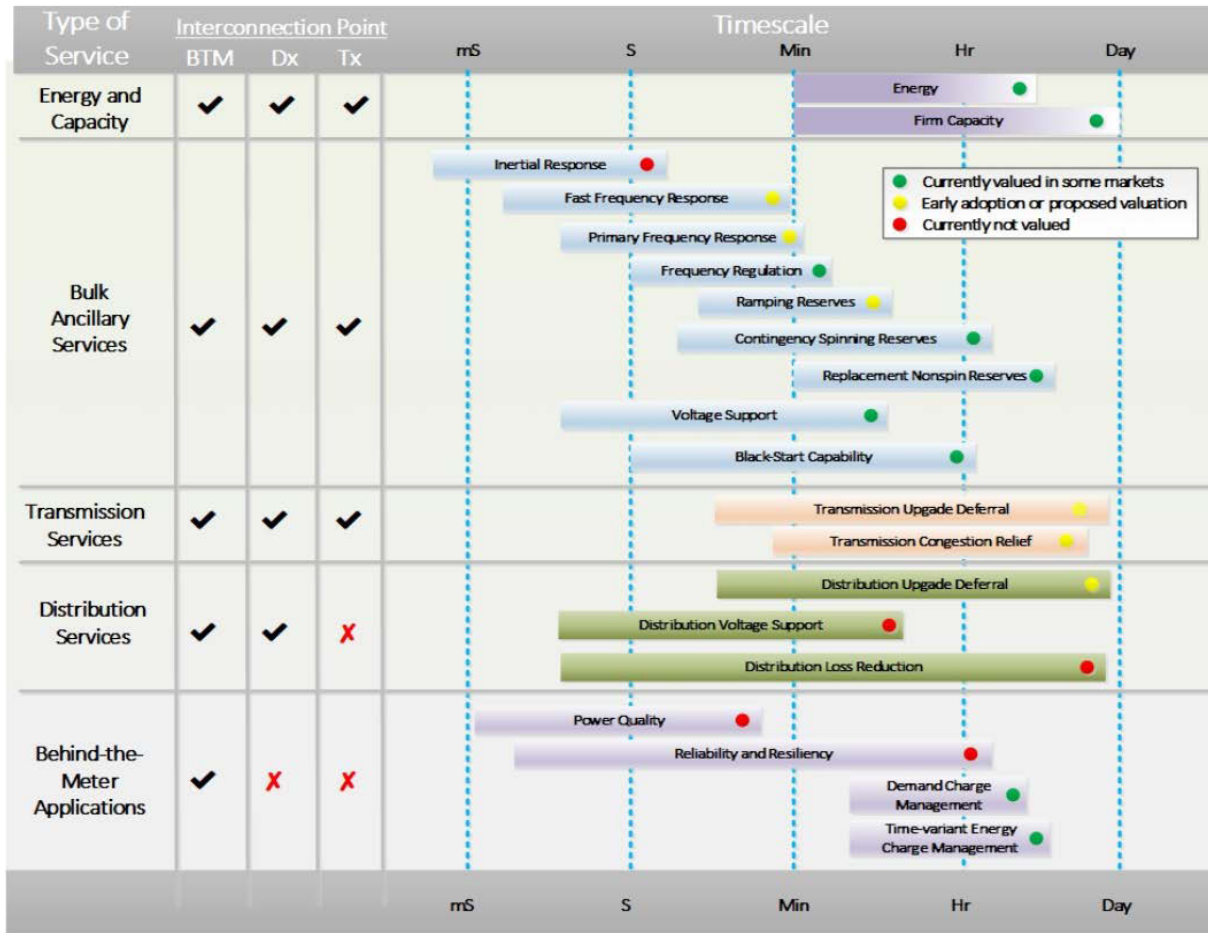 Type of
Service
Interconnection Point
BTM Dx Tx
Timescale
mS S Min Hr Day
Energy and
Capacity
Energy
Firm Capacity
Currently valued in some markets
Early adoption or proposed valuation
Currently not valued
Bulk
Ancillary
Services
Inertial Response
Fast Frequency Response
Primary Frequency Response
Frequency Regulation
Ramping Reserves
Contingency Spinning Reserves
Replacement Nonspin Reserves
Voltage Support
Black-Start Capability
Transmission
Services
Transmission Upgade Deferral
Transmission Congestion Relief
Distribution
Services
Distribution Upgade Deferral
Distribution Voltage Support
Distribution Loss Reduction
Behind-the-
Meter
Applications
Power Quality
Reliability and Resiliency
Demand Charge
Management
Time-variant Energy
Charge Management
mS S Min Hr Day